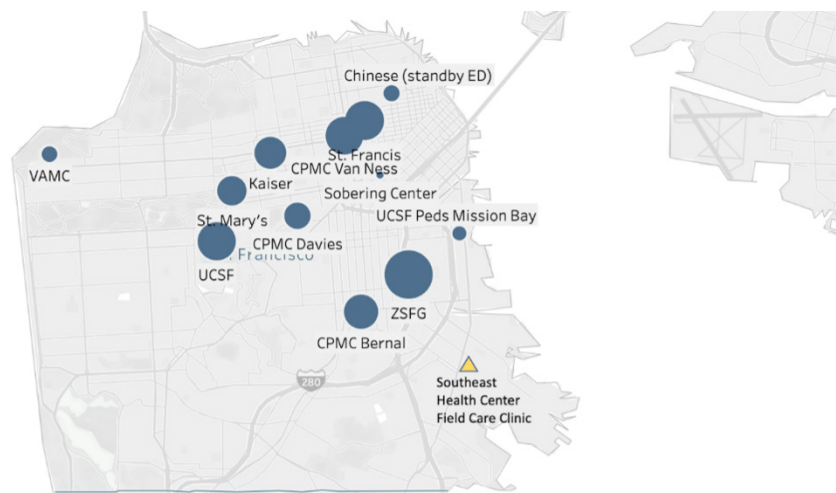 Chinese (standby ED)
St. Francis
CPMC Van Ness
VAMC
Kaiser
Sobering Center
St. Mary's
UCSF Peds Mission Bay
CPMC Davies
Francisco
UCSF
ZSFG
CPMC Bernal
280
Southeast
Health Center
Field Care Clinic